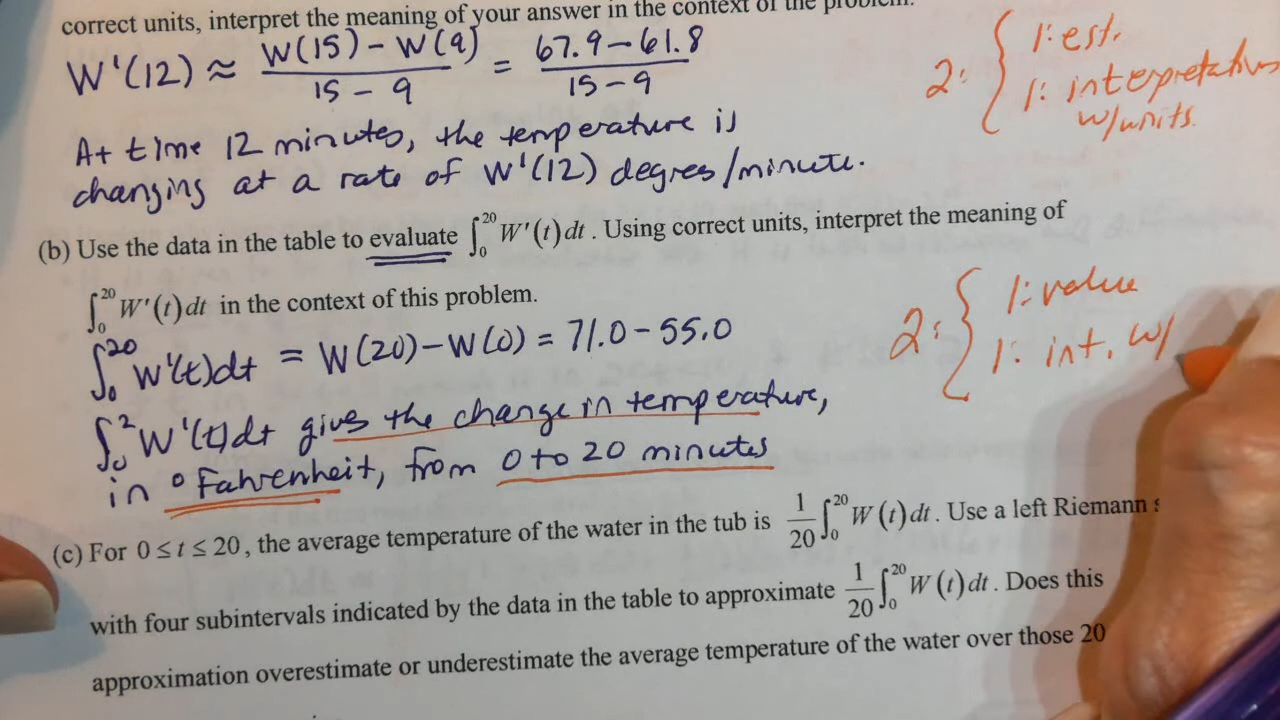 correct units, interpret the meaning of your answer in the context of the problem.
W'(12) ≈ W(15) - W(9) / 15 - 9 = 67.9 - 61.8 / 15 - 9
2: { 1: est.
1: interpretation
w/units.
At time 12 minutes, the temperature is
changing at a rate of W'(12) degrees/minute.
(b) Use the data in the table to evaluate ∫₀²⁰ W'(t) dt. Using correct units, interpret the meaning of
∫₀²⁰ W'(t) dt in the context of this problem.
∫₀²⁰ W'(t)dt = W(20) - W(0) = 71.0 - 55.0
2: { 1: value
1: int. w/
∫₀² W'(t)dt gives the change in temperature,
in ° Fahrenheit, from 0 to 20 minutes
(c) For 0 ≤ t ≤ 20, the average temperature of the water in the tub is 1/20 ∫₀²⁰ W(t) dt. Use a left Riemann
with four subintervals indicated by the data in the table to approximate 1/20 ∫₀²⁰ W(t) dt. Does this
approximation overestimate or underestimate the average temperature of the water over those 20